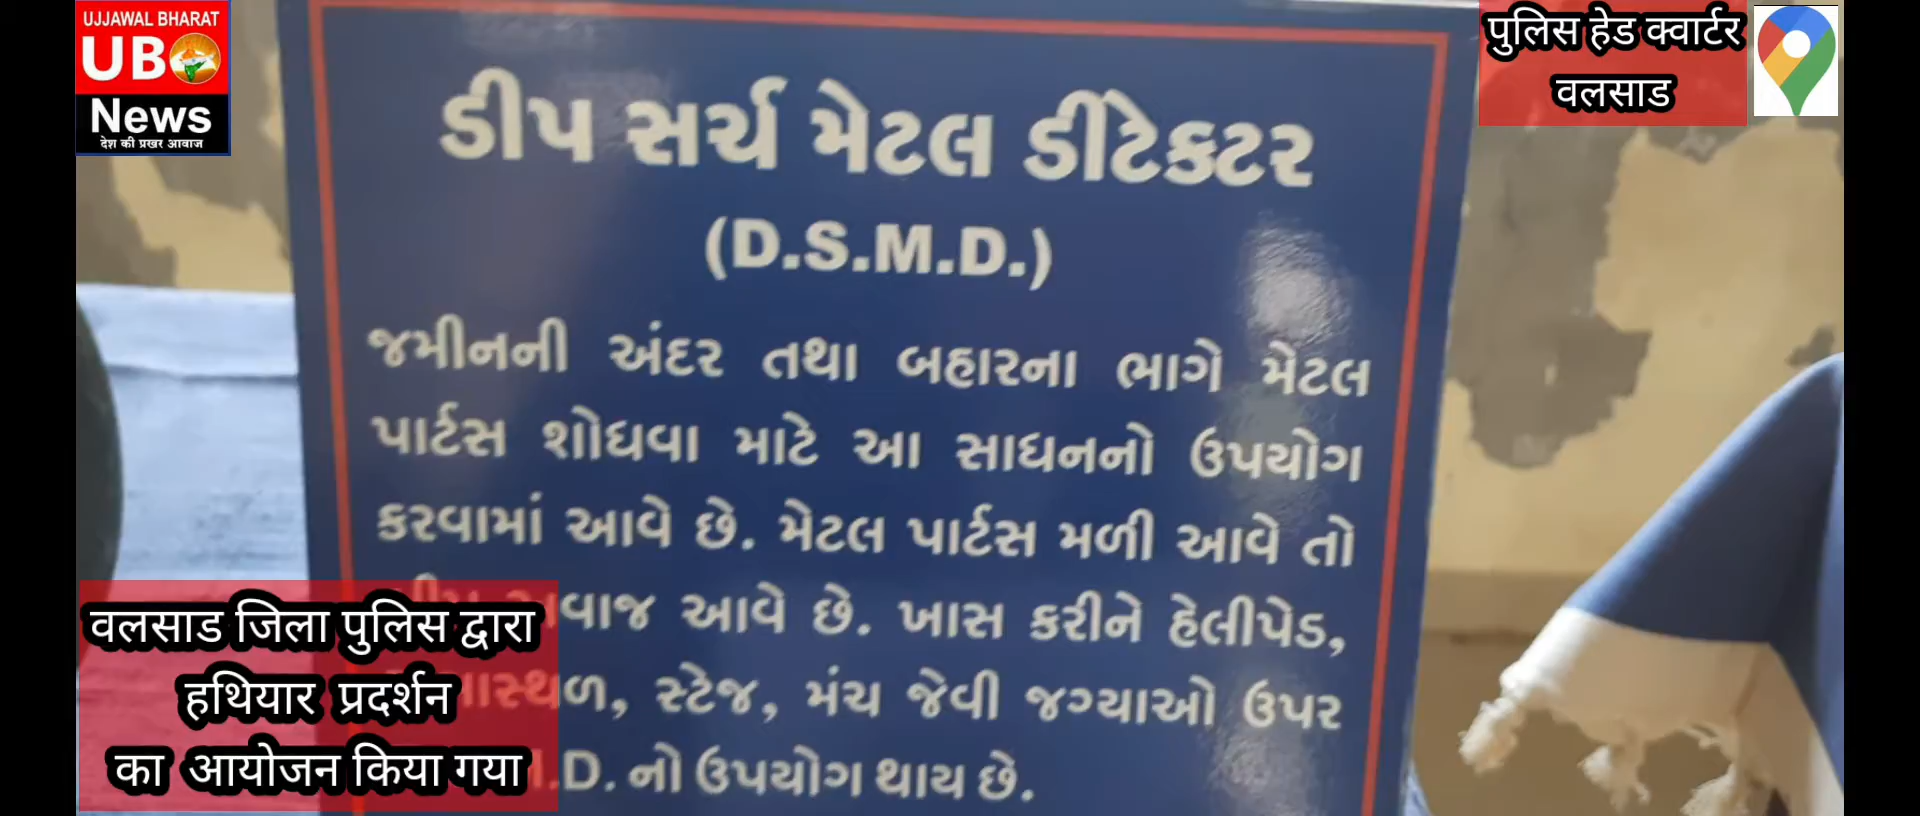 UJJAWAL BHARAT
UB
News
देश की प्रखर आवाज
पुलिस हेड क्वार्टर
वलसाड
ડીપ સર્ચ મેટલ ડીટેકટર
(D.S.M.D.)
જમીનની અંદર તથા બહારના ભાગે મેટલ
પાર્ટસ શોધવા માટે આ સાધનનો ઉપયોગ
કરવામાં આવે છે. મેટલ પાર્ટસ મળી આવે તો
આવે છે. ખાસ કરીને હેલીપેડ,
સ્ટેજ, મંચ જેવી જગ્યાઓ ઉપર
નો ઉપયોગ થાય છે.
वलसाड जिला पुलिस द्वारा
हथियार प्रदर्शन
का आयोजन किया गया